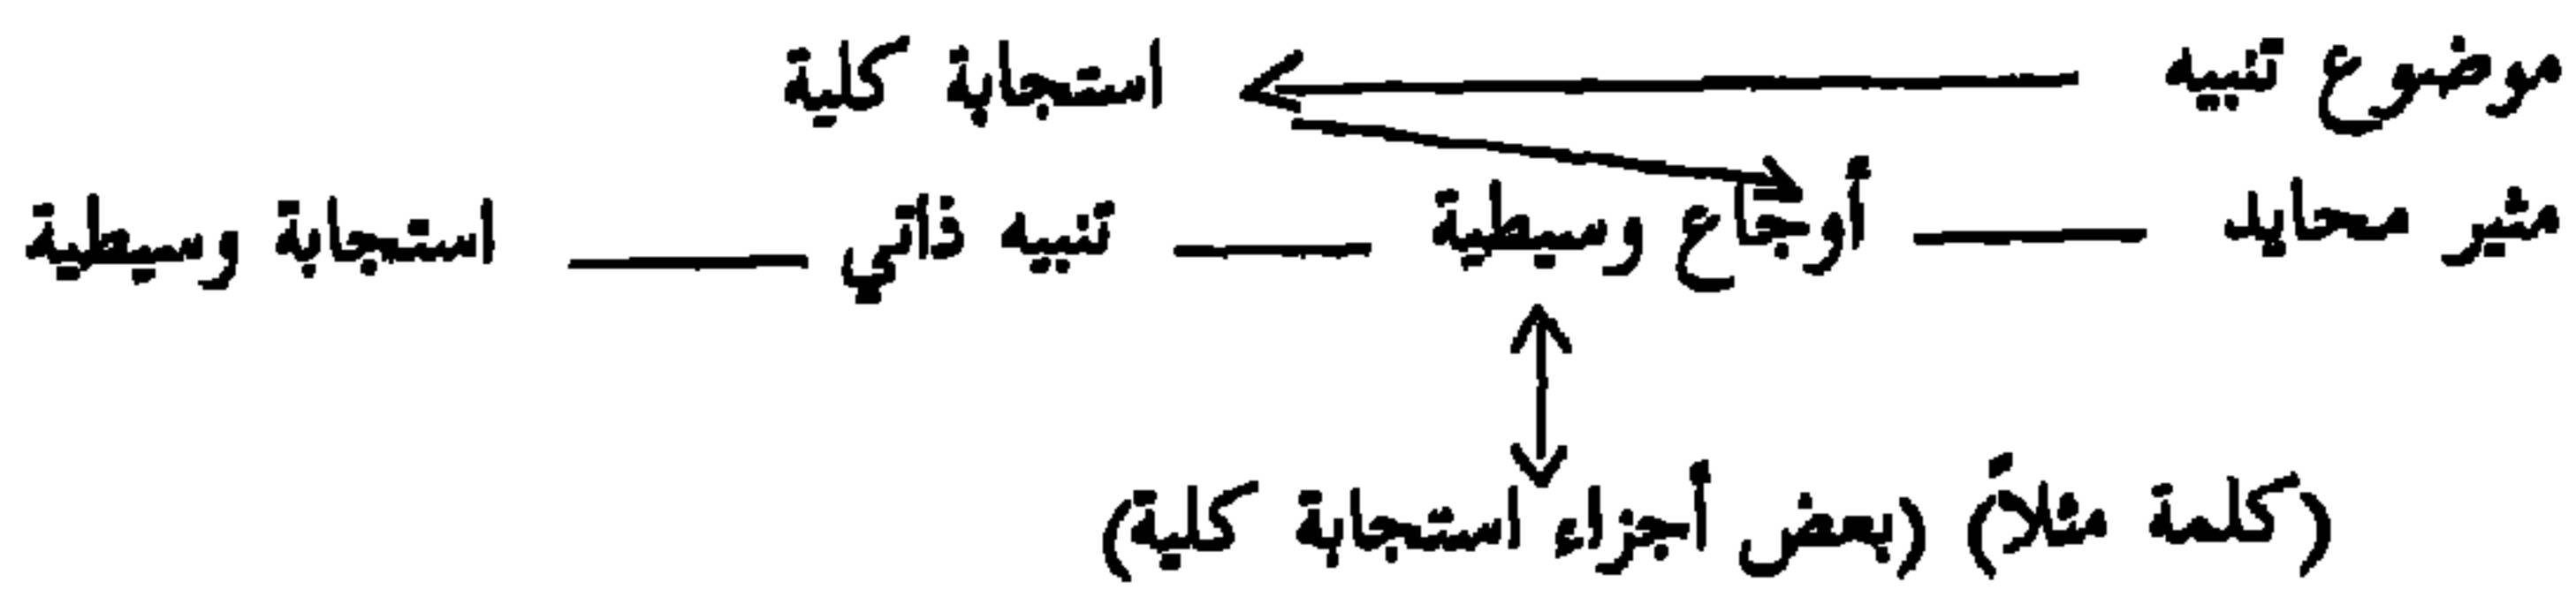 موضوع تنبيه استجابة كلية
مثير محايد أوجاع وسيطية تنبيه ذاتي استجابة وسيطية
(كلمة مثلاً) (بعض أجزاء استجابة كلية)